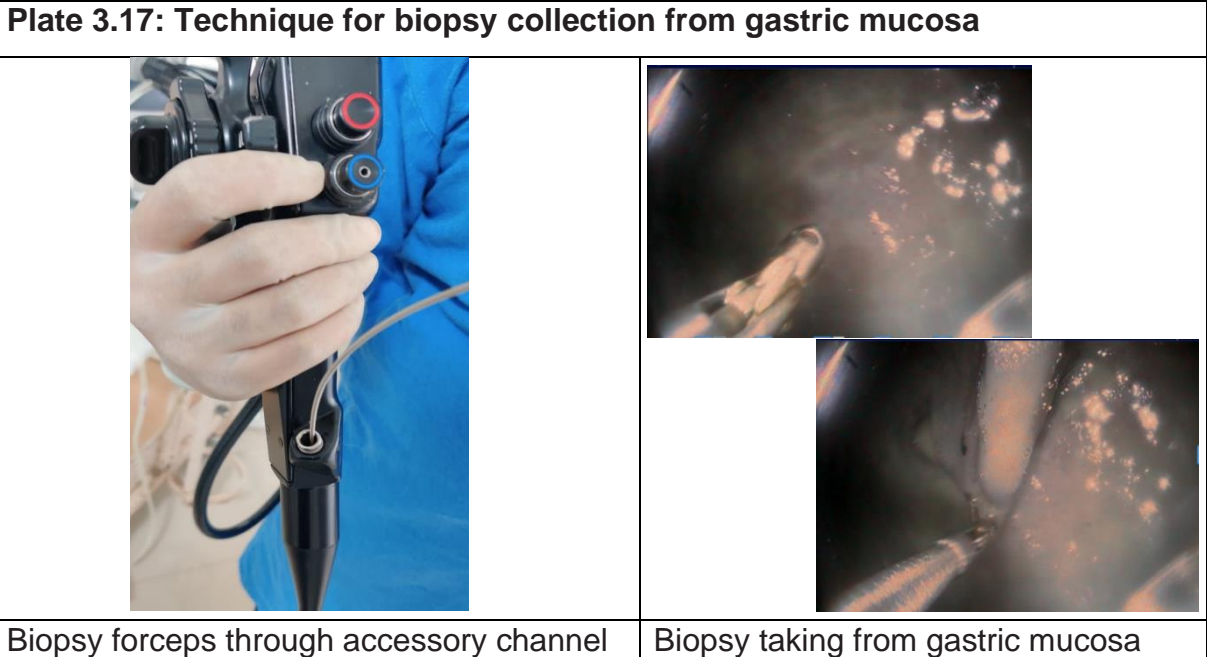 Plate 3.17: Technique for biopsy collection from gastric mucosa
Biopsy forceps through accessory channel
Biopsy taking from gastric mucosa